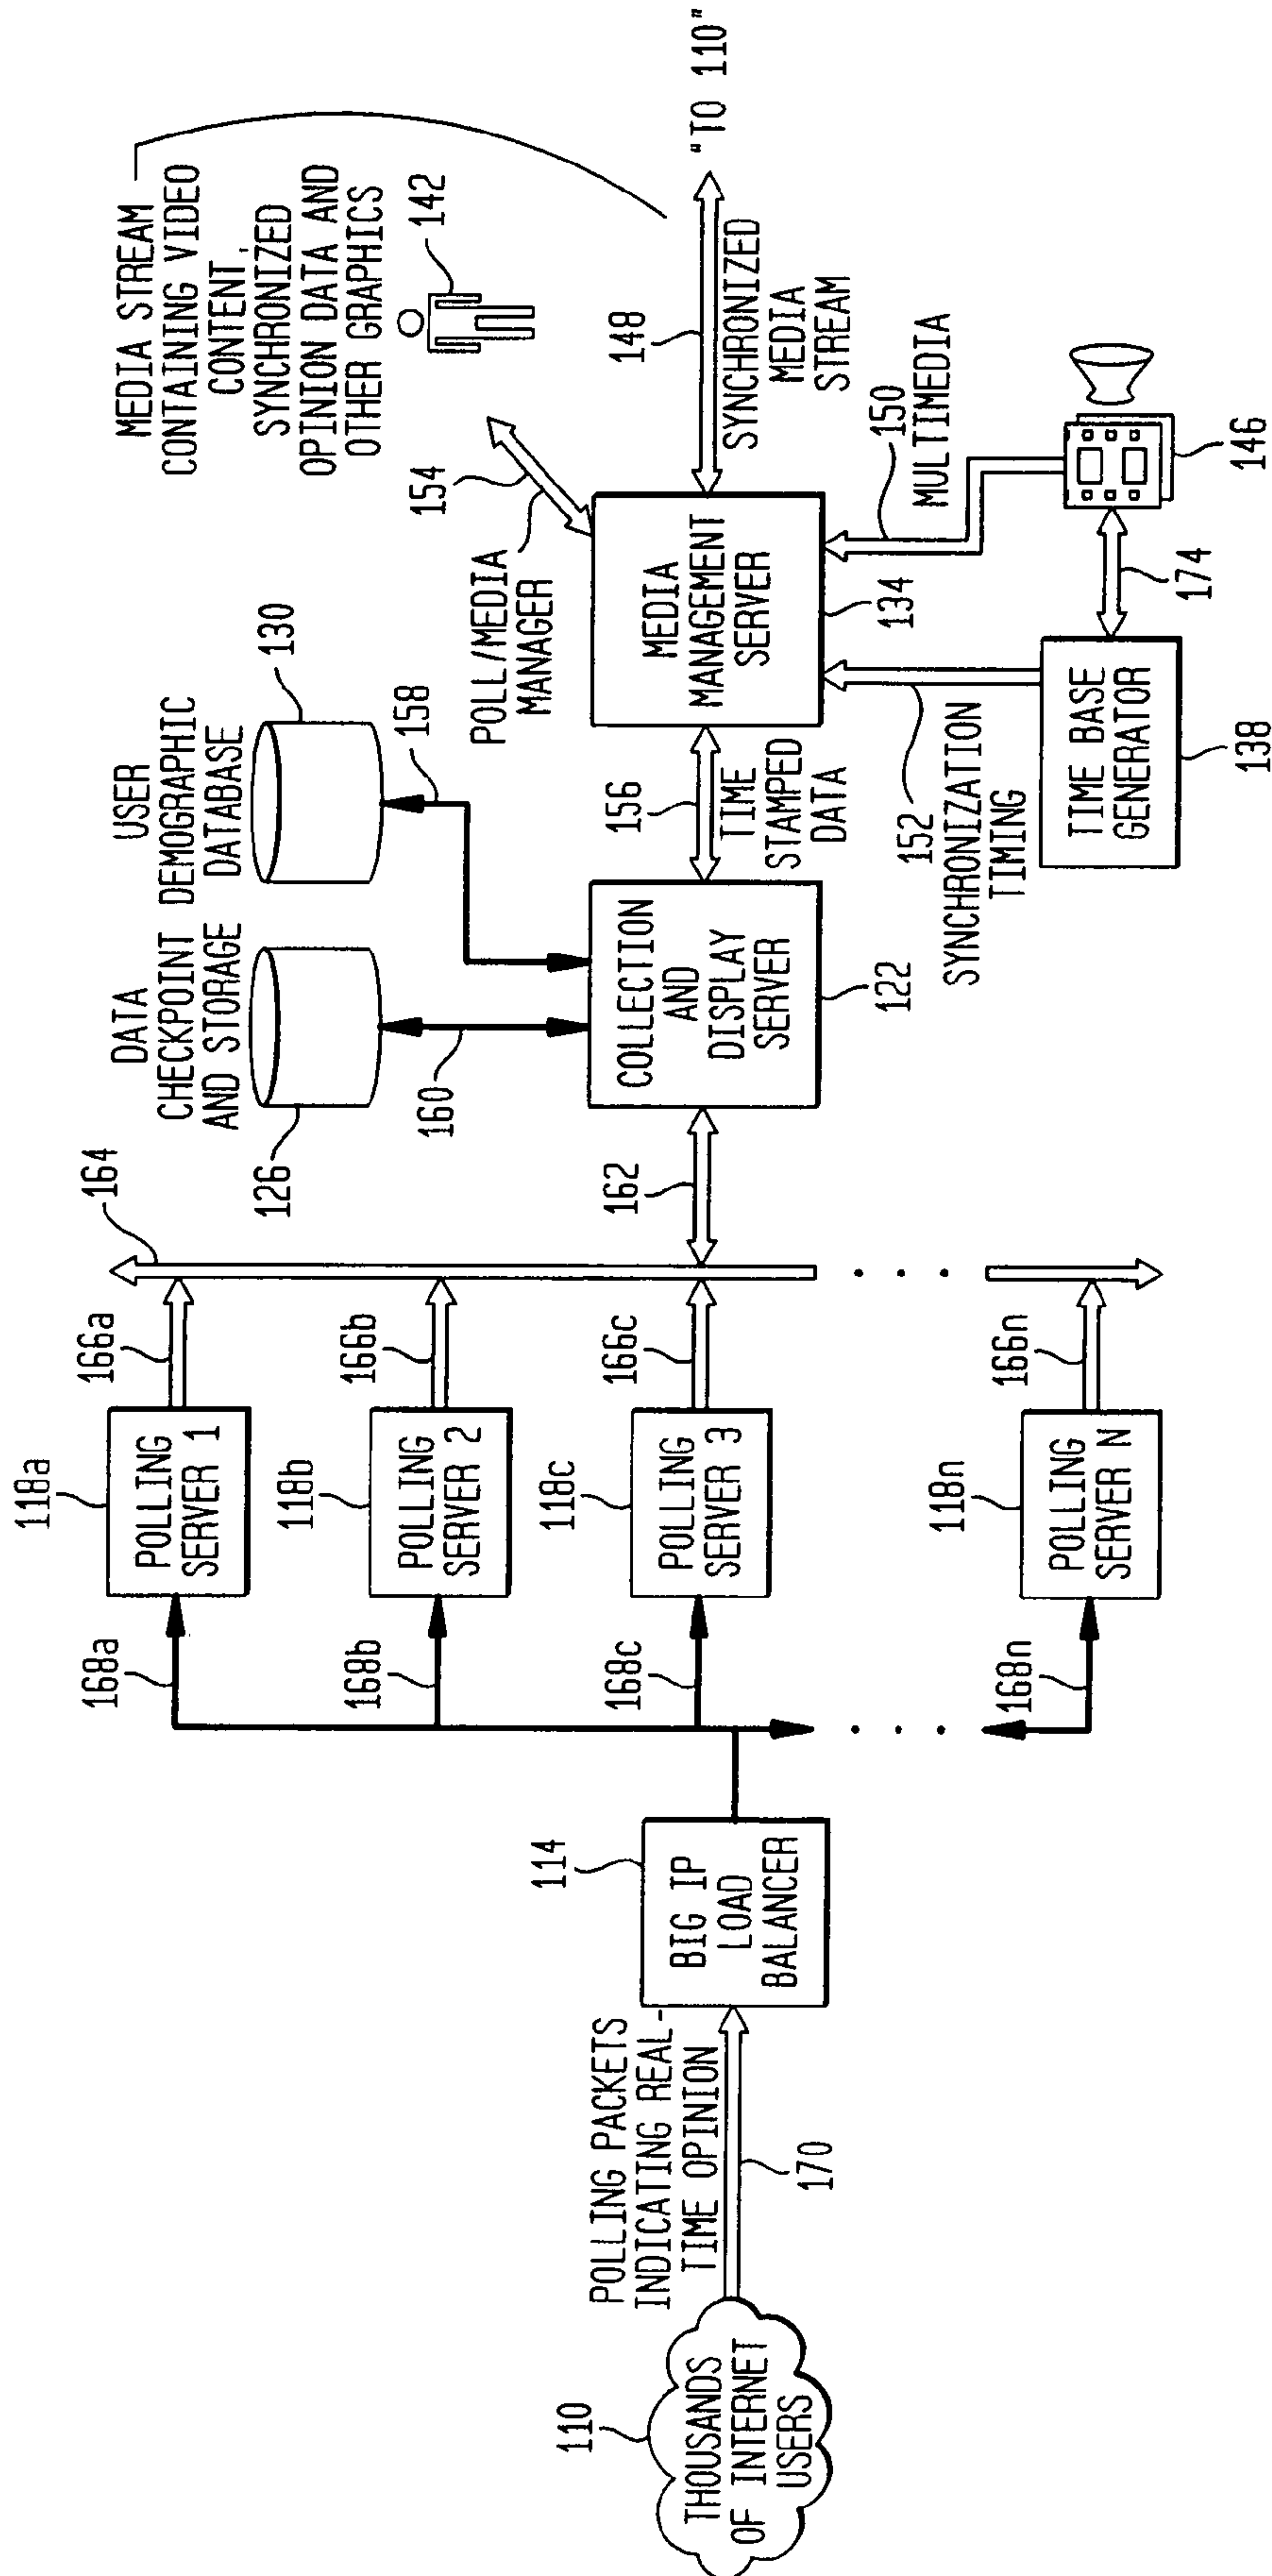 110
THOUSANDS
OF INTERNET
USERS
POLLING PACKETS
INDICATING REAL-
TIME OPINION
170
114
BIG IP
LOAD
BALANCER
168a
168b
168c
168n
118a
POLLING
SERVER 1
118b
POLLING
SERVER 2
118c
POLLING
SERVER 3
118n
POLLING
SERVER N
166a
166b
166c
166n
164
162
DATA
CHECKPOINT
AND STORAGE
126
160
USER
DEMOGRAPHIC
DATABASE
130
158
COLLECTION
AND
DISPLAY
SERVER
122
156
TIME
STAMPED
DATA
POLL/MEDIA
MANAGER
154
MEDIA
MANAGEMENT
SERVER
134
152
SYNCHRONIZATION
TIMING
TIME BASE
GENERATOR
138
174
146
150
MULTIMEDIA
148
SYNCHRONIZED
MEDIA
STREAM
"TO 110"
142
MEDIA STREAM
CONTAINING VIDEO
CONTENT,
SYNCHRONIZED
OPINION DATA AND
OTHER GRAPHICS